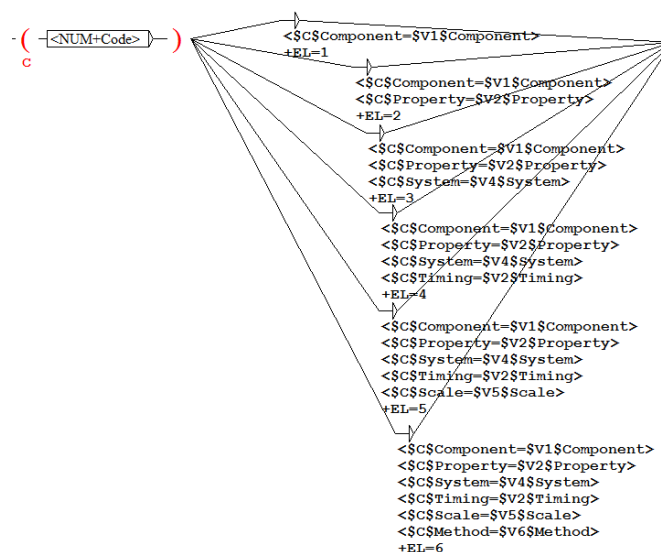 - ( <NUM+Code> )
C
<$C$Component=$V1$Component>
+EL=1
<$C$Component=$V1$Component>
<$C$Property=$V2$Property>
+EL=2
<$C$Component=$V1$Component>
<$C$Property=$V2$Property>
<$C$System=$V4$System>
+EL=3
<$C$Component=$V1$Component>
<$C$Property=$V2$Property>
<$C$System=$V4$System>
<$C$Timing=$V2$Timing>
+EL=4
<$C$Component=$V1$Component>
<$C$Property=$V2$Property>
<$C$System=$V4$System>
<$C$Timing=$V2$Timing>
<$C$Scale=$V5$Scale>
+EL=5
<$C$Component=$V1$Component>
<$C$Property=$V2$Property>
<$C$System=$V4$System>
<$C$Timing=$V2$Timing>
<$C$Scale=$V5$Scale>
<$C$Method=$V6$Method>
+EL=6